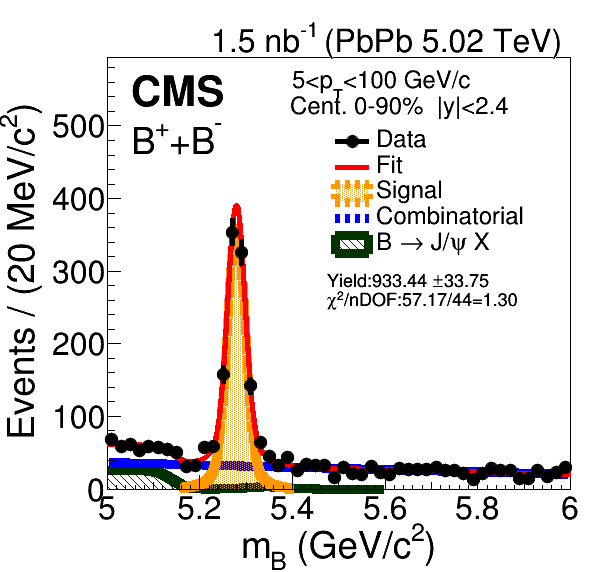 1.5 nb⁻¹ (PbPb 5.02 TeV)
CMS
B⁺+B⁻
5<p_T<100 GeV/c
Cent. 0-90% |y|<2.4
Data
Fit
Signal
Combinatorial
B → J/ψ X
Yield:933.44 ±33.75
χ²/nDOF:57.17/44=1.30
Events / (20 MeV/c²)
500
400
300
200
100
0
5 5.2 5.4 5.6 5.8 6
m_B (GeV/c²)